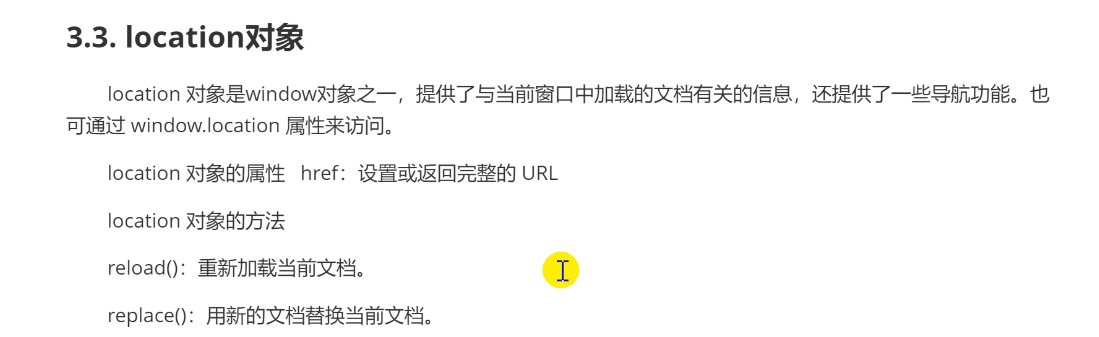 3.3. location对象
location 对象是window对象之一，提供了与当前窗口中加载的文档有关的信息，还提供了一些导航功能。也
可通过 window.location 属性来访问。
location 对象的属性 href：设置或返回完整的 URL
location 对象的方法
reload()：重新加载当前文档。
replace()：用新的文档替换当前文档。